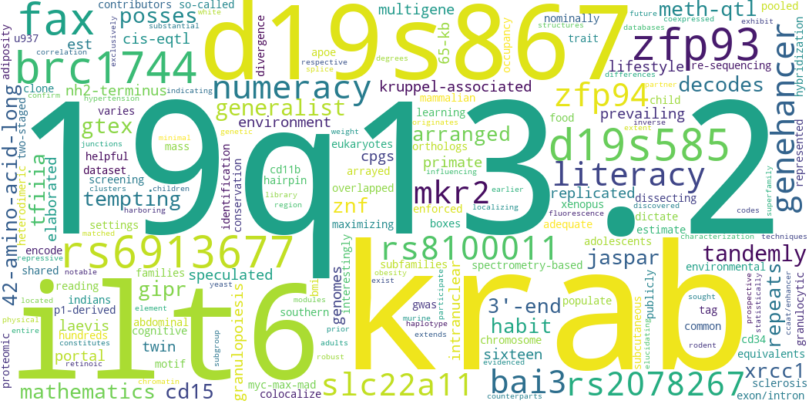 fax
contributors so-called
posses
multigene
d19s867
meth-qtl
pooled
u937
substantial
white
future
coexpressed
exhibit
adiposity
est
cis-eqtl
exclusively
correlation
divergence
apoe
respective
splice
degrees
65-kb
occupancy
structures
trait
nominally
databases
zfp93
hybridization
brc1744
lifestyle
re-sequencing
clone
nh2-terminus
indicating
numeracy
kruppel-associated
differences
partner
decodes
confirm
hypertension
generalist
mammalian
zfp94
child
extent
prevailing
inverse
genehancer
42-amino-acid-long
two-staged
varies
gtex
environment
learning
originates
arranged
food
weight
d19s585
represented
junctions
minimal
mass
genetic
eukaryotes
orthologs
helpful
dataset
identification
conservation
cpgs
primate
influencing
literacy
tfiiia
elaborated
heterodimeric
screening
clusters
children
cd11b
hairpin
arrayed
overlapped
mkr2
earlier
localizing
replicated
dissecting
discovered
superfamily
19q13.2
tempting
harboring
library
region
znf
enforced
xenopus
dictate
codes
settings
matched
maximizing
boxes
adequate
fluorescence
estimate
characterization
techniques
encode
repressive
rs6913677
rs8100011
adolescents
jaspar
tandemly
shared
notable
families
speculated
interestingly
genomes
subfamilies
spectrometry-based
environmental
reading
yeast
obesity
exist
intranuclear
populate
publicly
elucidating
sought
prospective
statistically
ccaat/enhancer
granulocytic
repeats
indians
p1-derived
gipr
modules
gwas
3'-end
tag
located
element
southern
murine
haplotype
participate
habit
subcutaneous
common
ilt6
krab
laevis
hundreds
abdominal
cognitive
granulopoiesis
prior
extends
chromosome
rodent
physical
entire
constitutes
portal
twin
subgroup
adults
sixteen
evidenced
cd34
equivalents
proteomic
retinoic
motif
chromatin
robust
myc-max-mad
colocalize
slc22a11
bai3
counterparts
rs2078267
xrcc1
sclerosis
exon/intron
mathematics
cd15